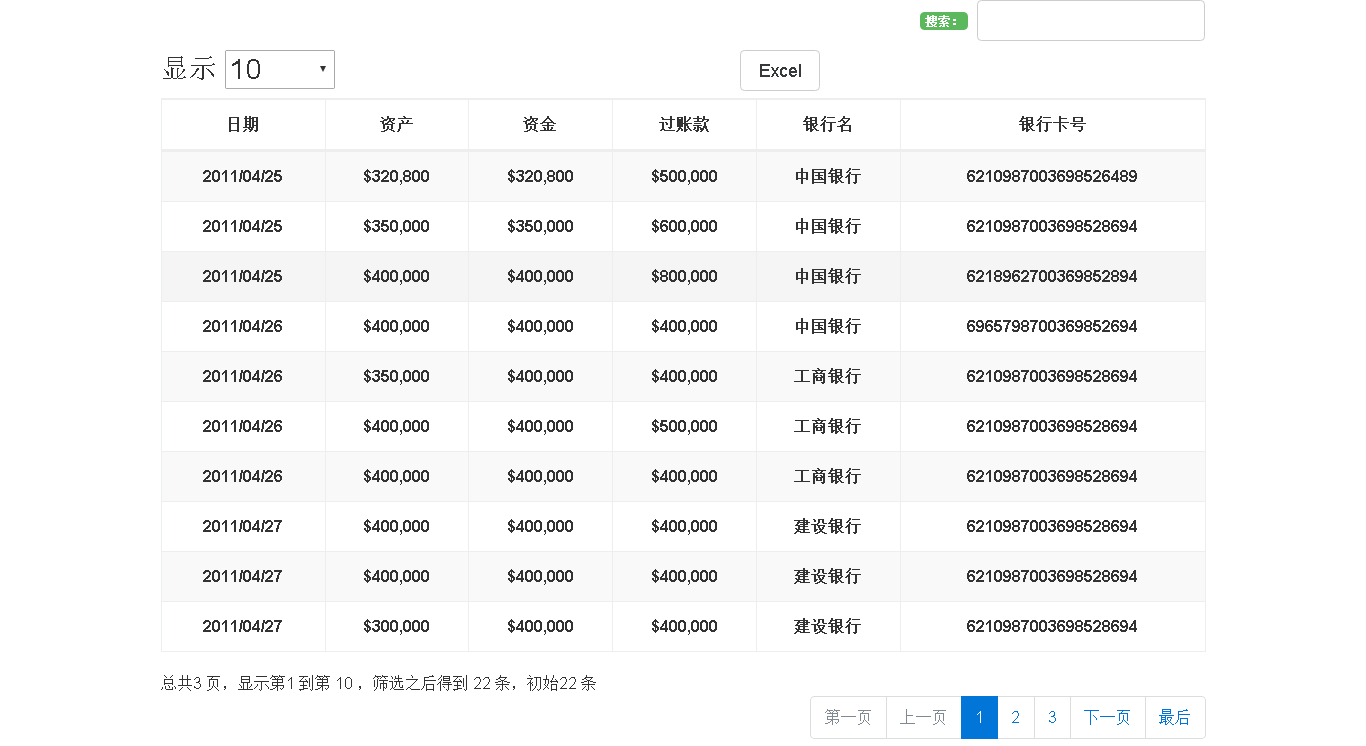 搜索：
显示 10 Excel
日期 资产 资金 过账款 银行名 银行卡号
2011/04/25 $320,800 $320,800 $500,000 中国银行 6210987003698526489
2011/04/25 $350,000 $350,000 $600,000 中国银行 6210987003698528694
2011/04/25 $400,000 $400,000 $800,000 中国银行 6218962700369852894
2011/04/26 $400,000 $400,000 $400,000 中国银行 6965798700369852694
2011/04/26 $350,000 $400,000 $400,000 工商银行 6210987003698528694
2011/04/26 $400,000 $400,000 $500,000 工商银行 6210987003698528694
2011/04/26 $400,000 $400,000 $400,000 工商银行 6210987003698528694
2011/04/27 $400,000 $400,000 $400,000 建设银行 6210987003698528694
2011/04/27 $400,000 $400,000 $400,000 建设银行 6210987003698528694
2011/04/27 $300,000 $400,000 $400,000 建设银行 6210987003698528694
总共3 页，显示第1 到第 10 ，筛选之后得到 22 条，初始22 条
第一页 上一页 1 2 3 下一页 最后